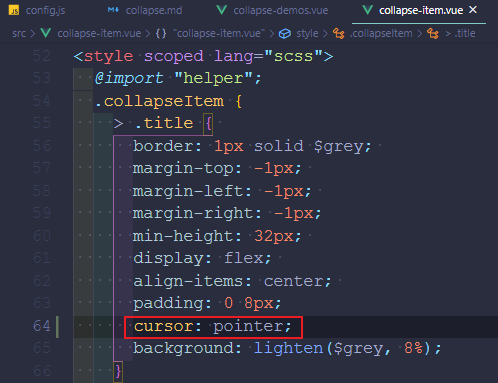 config.js collapse.md collapse-demos.vue collapse-item.vue ×
src > collapse-item.vue > {} "collapse-item.vue" > style > .collapseItem > .title
52 <style scoped lang="scss">
53 @import "helper";
54 .collapseItem {
55 > .title {
56 border: 1px solid $grey;
57 margin-top: -1px;
58 margin-left: -1px;
59 margin-right: -1px;
60 min-height: 32px;
61 display: flex;
62 align-items: center;
63 padding: 0 8px;
64 cursor: pointer;
65 background: lighten($grey, 8%);
66 }